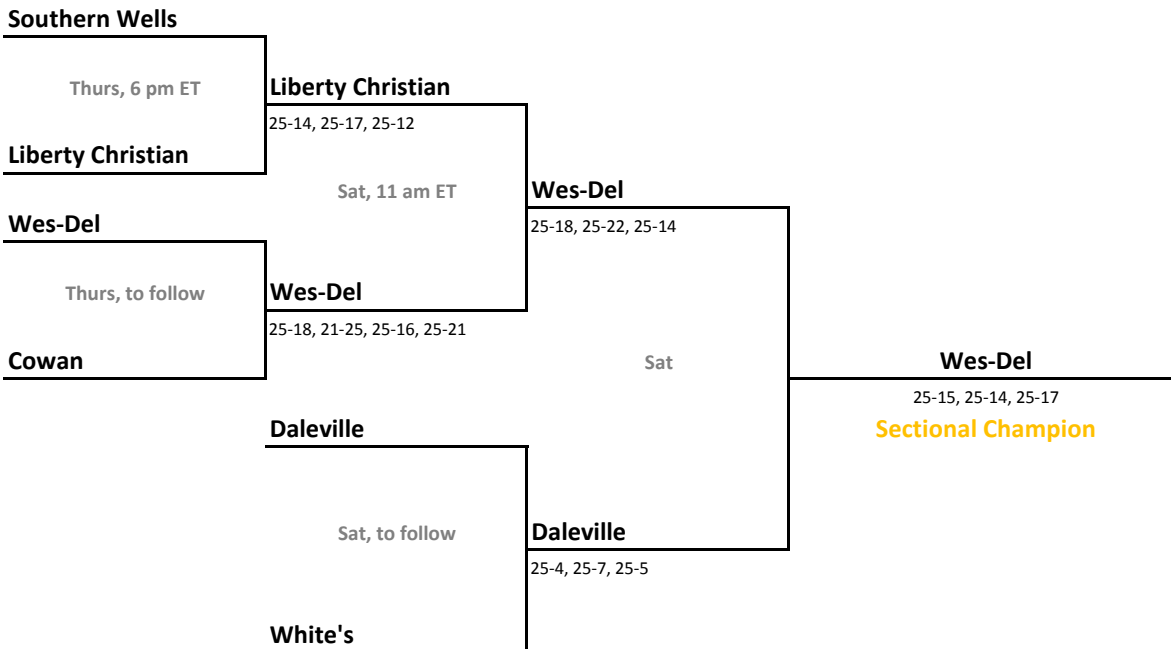 Southern Wells
Thurs, 6 pm ET
Liberty Christian
25-14, 25-17, 25-12
Liberty Christian
Sat, 11 am ET
Wes-Del
25-18, 25-22, 25-14
Wes-Del
Thurs, to follow
Wes-Del
25-18, 21-25, 25-16, 25-21
Cowan
Sat
Wes-Del
25-15, 25-14, 25-17
Sectional Champion
Daleville
Sat, to follow
Daleville
25-4, 25-7, 25-5
White's